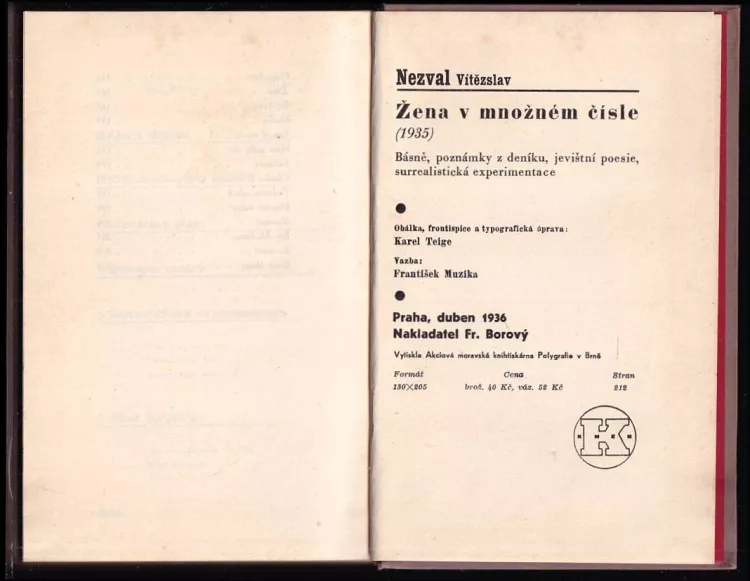 Nezval Vítězslav
Žena v množném čísle
(1935)
Básně, poznámky z deníku, jevištní poesie,
surrealistická experimentace
Obálka, frontispice a typografická úprava:
Karel Teige
Vazba:
František Muzika
Praha, duben 1936
Nakladatel Fr. Borový
Vytiskla Akciová moravská knihtiskárna Polygrafie v Brně
Formát Cena Stran
130×205 brož. 40 Kč, váz. 52 Kč 212
K
KMEN